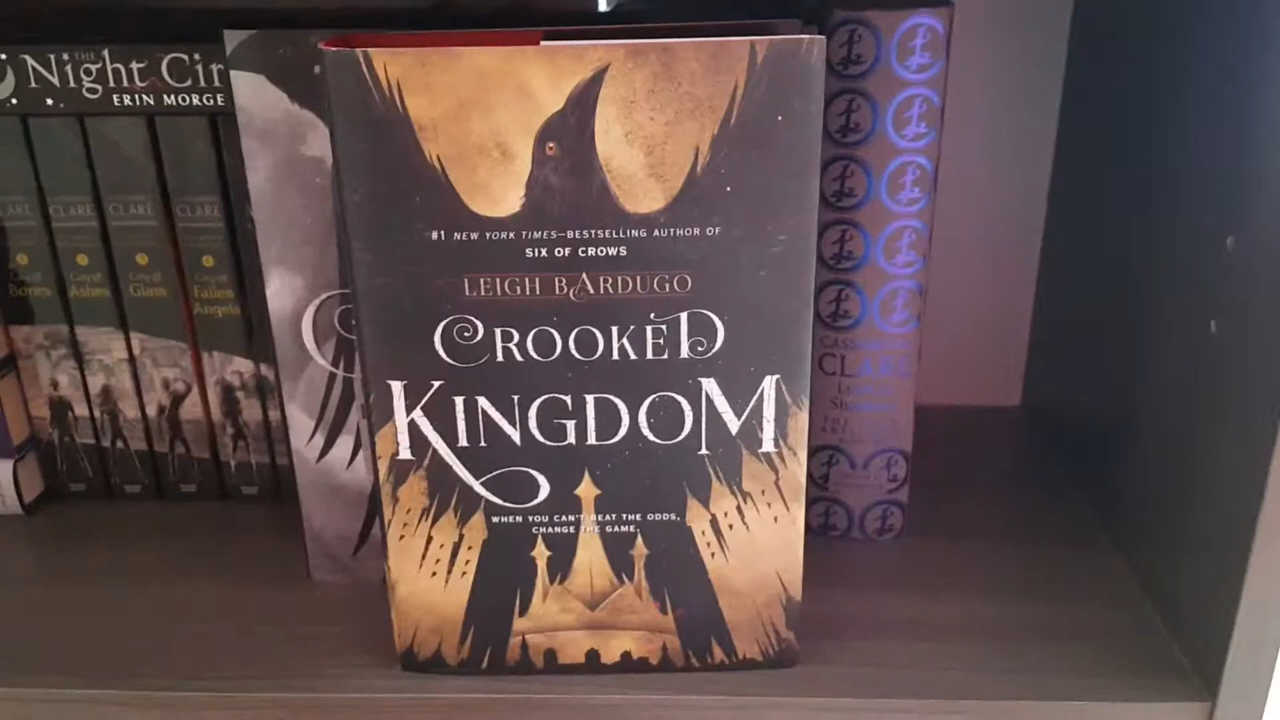 THE
Night Cir
ERIN MORGE
CLARE
CLARE
CLARE
City of
Bones
City of
Ashes
City of
Glass
City of
Fallen
Angels
#1 NEW YORK TIMES—BESTSELLING AUTHOR OF
SIX OF CROWS
LEIGH BARDUGO
CROOKED
KINGDOM
WHEN YOU CAN'T BEAT THE ODDS,
CHANGE THE GAME.
CLARE